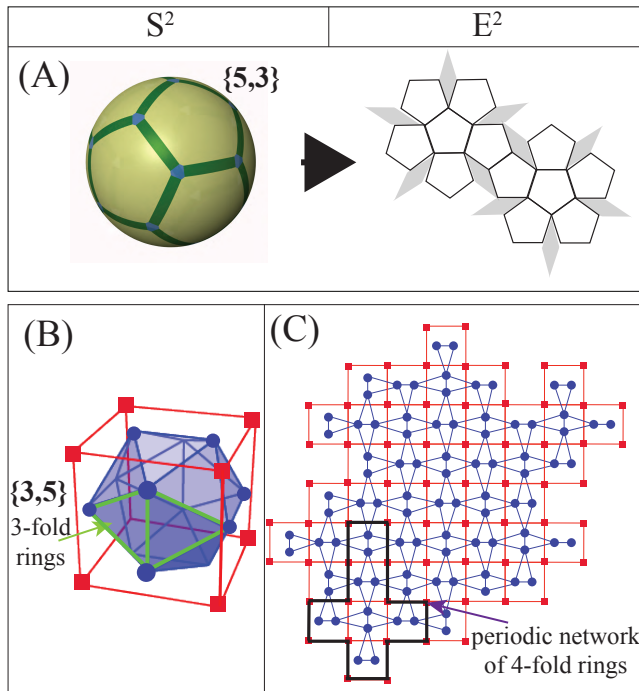 S²
E²
(A)
{5,3}
(B)
(C)
{3,5}
3-fold
rings
periodic network
of 4-fold rings